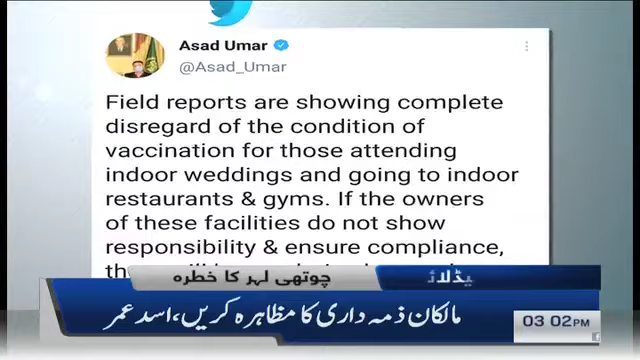 Asad Umar
@Asad_Umar
Field reports are showing complete
disregard of the condition of
vaccination for those attending
indoor weddings and going to indoor
restaurants & gyms. If the owners
of these facilities do not show
responsibility & ensure compliance,
چوتھی لہر کا خطرہ
مالکان ذمہ داری کا مظاہرہ کریں، اسد عمر
03 02 PM